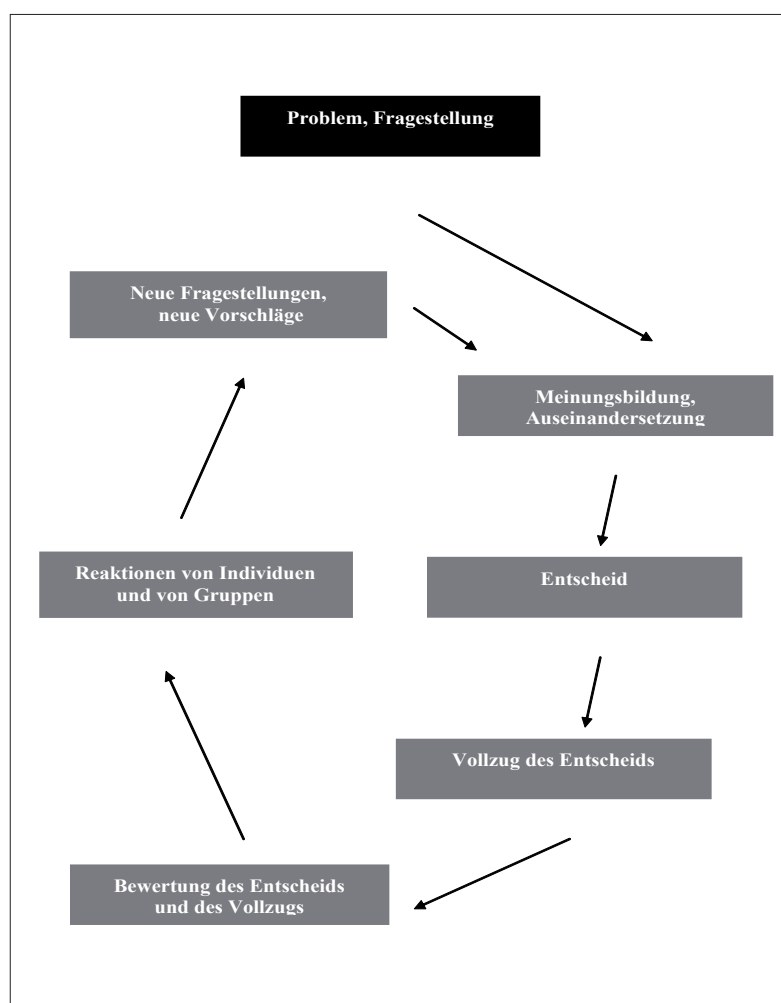 Problem, Fragestellung
Neue Fragestellungen,
neue Vorschläge
Meinungsbildung,
Auseinandersetzung
Reaktionen von Individuen
und von Gruppen
Entscheid
Vollzug des Entscheids
Bewertung des Entscheids
und des Vollzugs